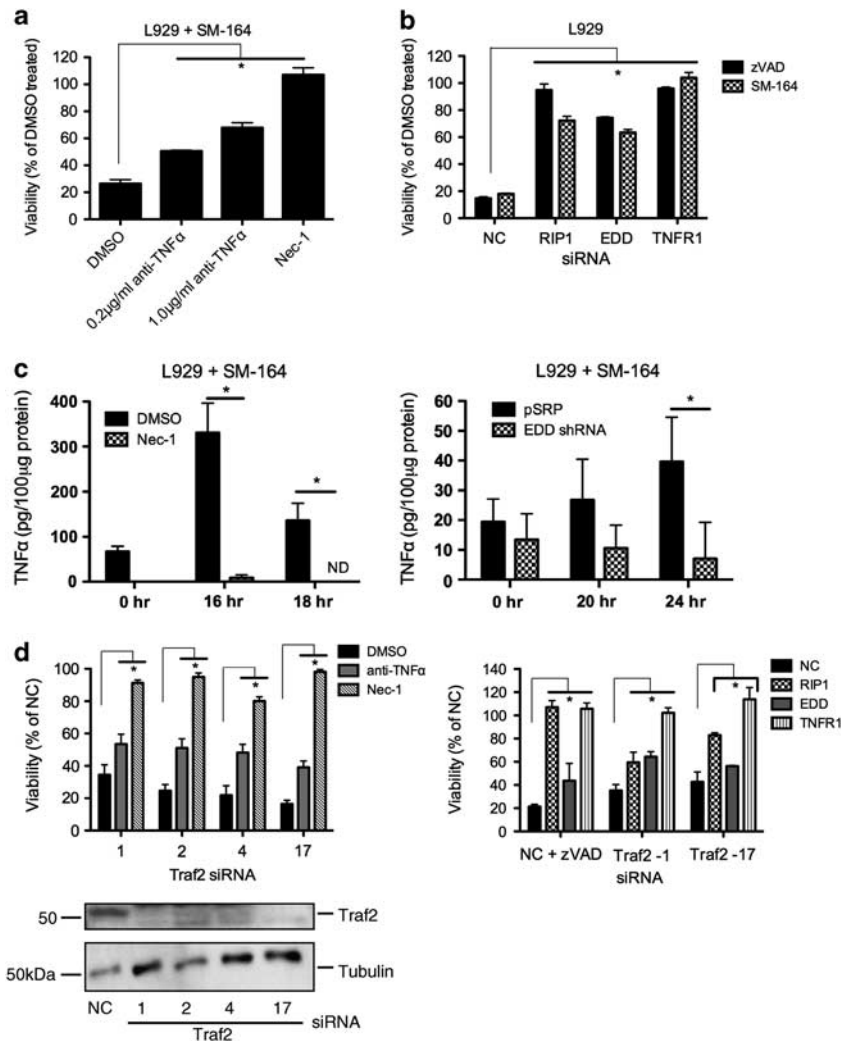 a
L929 + SM-164
*
Viability (% of DMSO treated)
120
100
80
60
40
20
0
DMSO
0.2µg/ml anti-TNFα
1.0µg/ml anti-TNFα
Nec-1
b
L929
*
zVAD
SM-164
Viability (% of DMSO treated)
120
100
80
60
40
20
0
NC RIP1 EDD TNFR1
siRNA
c
L929 + SM-164
DMSO
Nec-1
*
*
ND
TNFα (pg/100µg protein)
400
300
200
100
0
0 hr 16 hr 18 hr
L929 + SM-164
pSRP
EDD shRNA
*
TNFα (pg/100µg protein)
60
50
40
30
20
10
0
0 hr 20 hr 24 hr
d
DMSO
anti-TNFα
Nec-1
* * * *
Viability (% of NC)
100
80
60
40
20
0
1 2 4 17
Traf2 siRNA
NC
RIP1
EDD
TNFR1
* * *
Viability (% of NC)
140
120
100
80
60
40
20
0
NC + zVAD Traf2 -1 Traf2 -17
siRNA
50
Traf2
50kDa
Tubulin
NC 1 2 4 17 siRNA
Traf2